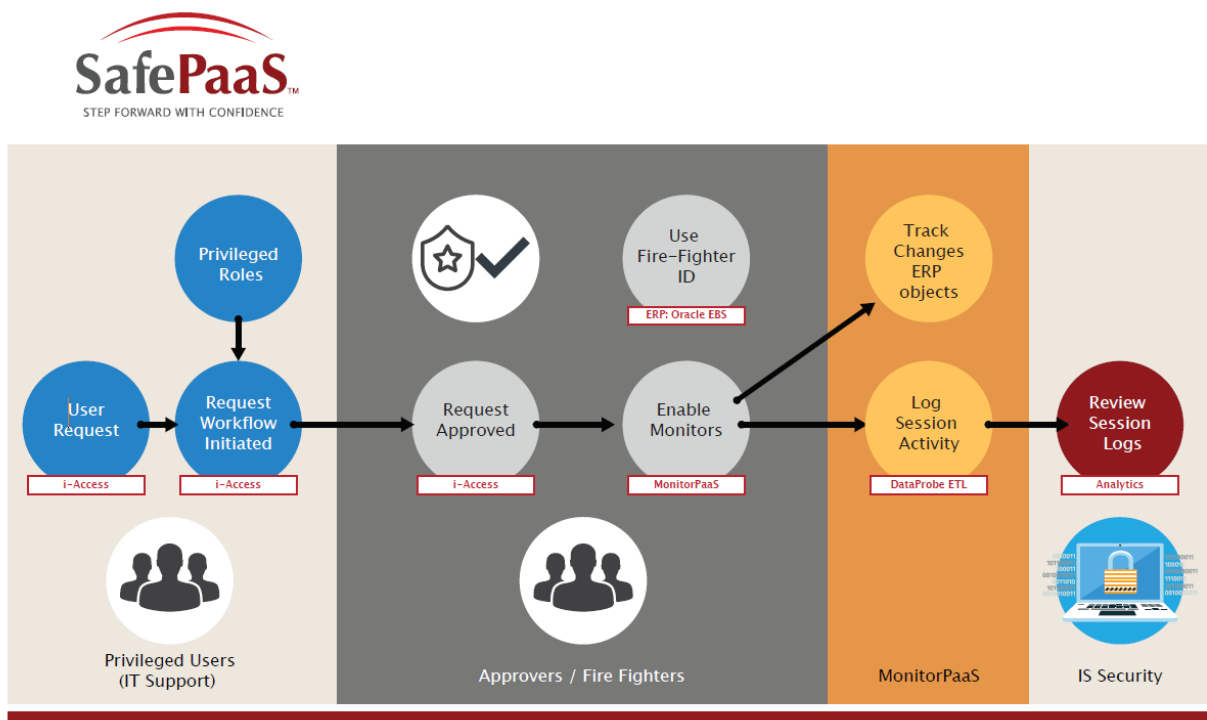 SafePaaS™
STEP FORWARD WITH CONFIDENCE
Privileged
Roles
User
Request
i-Access
Request
Workflow
Initiated
i-Access
Privileged Users
(IT Support)
Request
Approved
i-Access
Use
Fire-Fighter
ID
ERP: Oracle EBS
Enable
Monitors
MonitorPaaS
Approvers / Fire Fighters
Track
Changes
ERP
objects
Log
Session
Activity
DataProbe ETL
MonitorPaaS
Review
Session
Logs
Analytics
IS Security